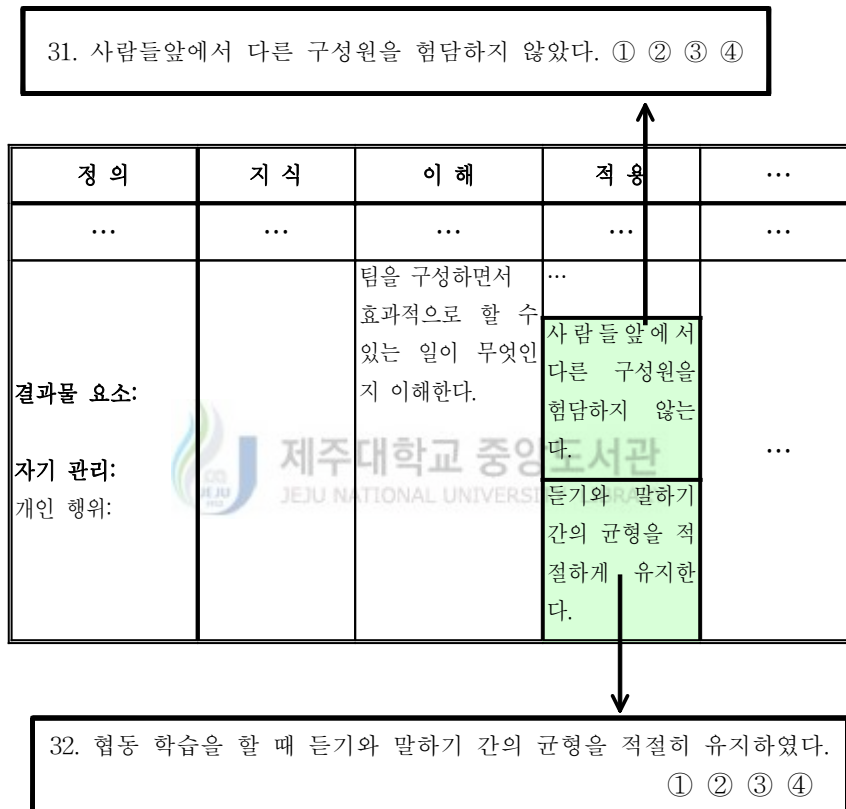 31. 사람들앞에서 다른 구성원을 험담하지 않았다. ① ② ③ ④
정 의 지 식 이 해 적 용 …
… … … … …
결과물 요소:
자기 관리:
개인 행위:
팀을 구성하면서
효과적으로 할 수
있는 일이 무엇인
지 이해한다.
…
사람들앞에서
다른 구성원을
험담하지 않는
다.
듣기와 말하기
간의 균형을 적
절하게 유지한
다.
…
제주대학교 중앙도서관
JEJU NATIONAL UNIVERSITY LIBRARY
JEJU
1952
32. 협동 학습을 할 때 듣기와 말하기 간의 균형을 적절히 유지하였다.
① ② ③ ④